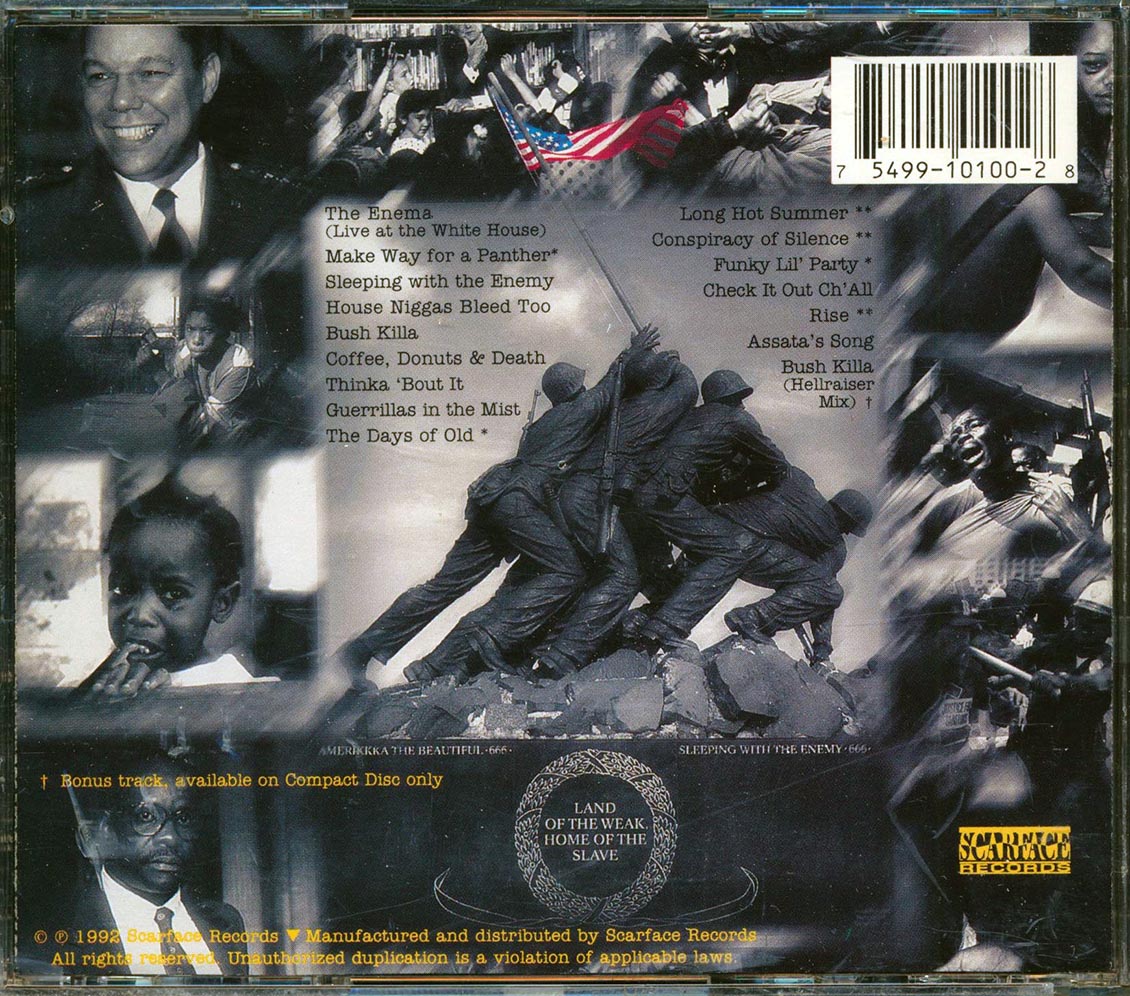 7 5499-10100-2 8
The Enema
(Live at the White House)
Make Way for a Panther*
Sleeping with the Enemy
House Niggas Bleed Too
Bush Killa
Coffee, Donuts & Death
Thinka ‘Bout It
Guerrillas in the Mist
The Days of Old *
Long Hot Summer **
Conspiracy of Silence **
Funky Lil’ Party *
Check It Out Ch’All
Rise **
Assata’s Song
Bush Killa
(Hellraiser
Mix) †
AMERIKKKA THE BEAUTIFUL ·666·
SLEEPING WITH THE ENEMY ·666·
† Bonus track, available on Compact Disc only
LAND
OF THE WEAK,
HOME OF THE
SLAVE
SCARFACE
RECORDS
© ℗ 1992 Scarface Records ▼ Manufactured and distributed by Scarface Records
All rights reserved. Unauthorized duplication is a violation of applicable laws.